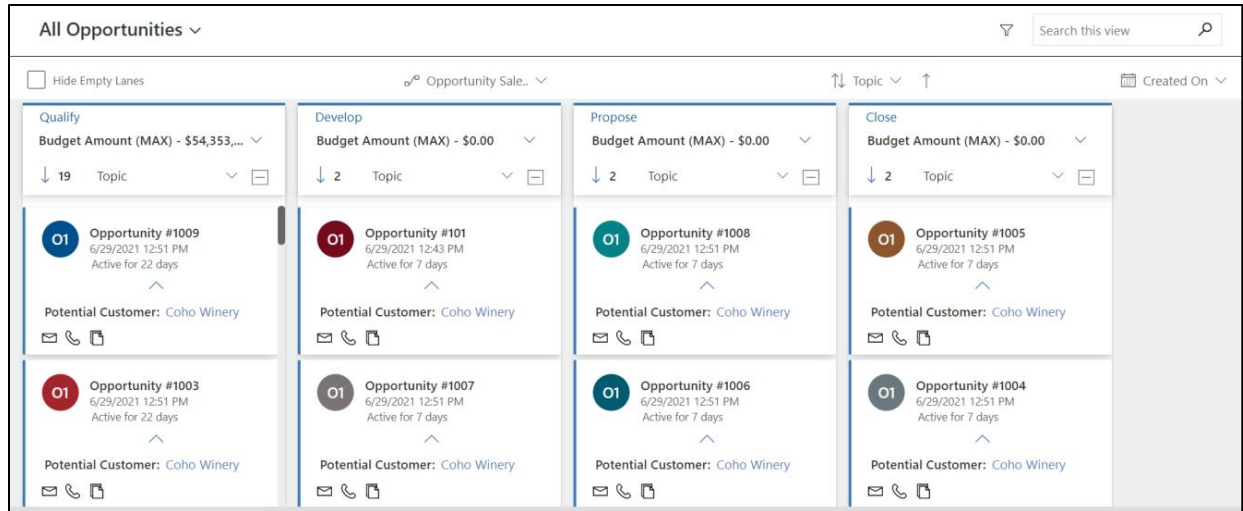 All Opportunities
Search this view
Hide Empty Lanes
Opportunity Sale..
Topic
Created On
Qualify
Budget Amount (MAX) - $54,353,...
19 Topic
O1
Opportunity #1009
6/29/2021 12:51 PM
Active for 22 days
Potential Customer: Coho Winery
O1
Opportunity #1003
6/29/2021 12:51 PM
Active for 22 days
Potential Customer: Coho Winery
Develop
Budget Amount (MAX) - $0.00
2 Topic
O1
Opportunity #101
6/29/2021 12:43 PM
Active for 7 days
Potential Customer: Coho Winery
O1
Opportunity #1007
6/29/2021 12:51 PM
Active for 7 days
Potential Customer: Coho Winery
Propose
Budget Amount (MAX) - $0.00
2 Topic
O1
Opportunity #1008
6/29/2021 12:51 PM
Active for 7 days
Potential Customer: Coho Winery
O1
Opportunity #1006
6/29/2021 12:51 PM
Active for 7 days
Potential Customer: Coho Winery
Close
Budget Amount (MAX) - $0.00
2 Topic
O1
Opportunity #1005
6/29/2021 12:51 PM
Active for 7 days
Potential Customer: Coho Winery
O1
Opportunity #1004
6/29/2021 12:51 PM
Active for 7 days
Potential Customer: Coho Winery